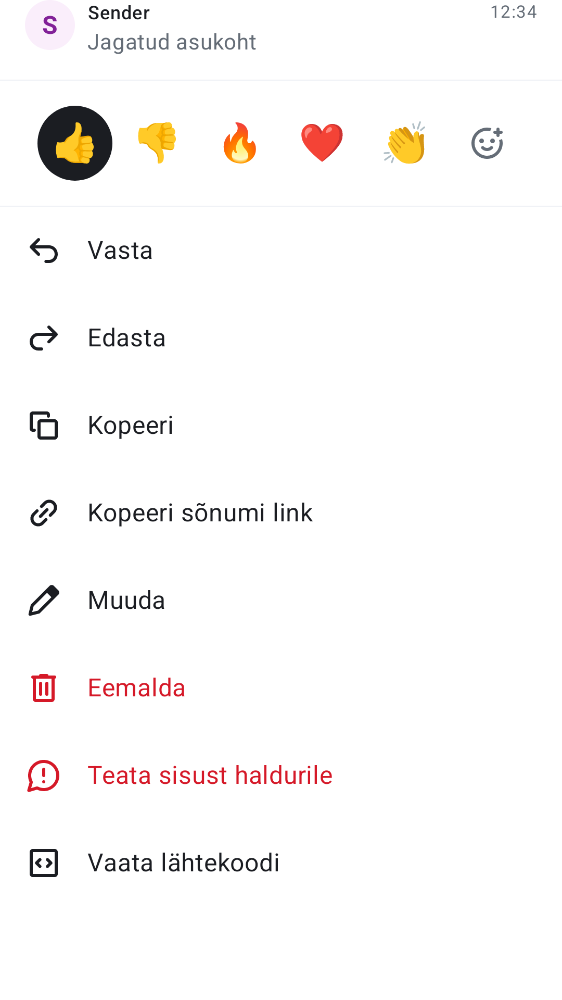 S
Sender
12:34
Jagatud asukoht
Vasta
Edasta
Kopeeri
Kopeeri sõnumi link
Muuda
Eemalda
Teata sisust haldurile
Vaata lähtekoodi